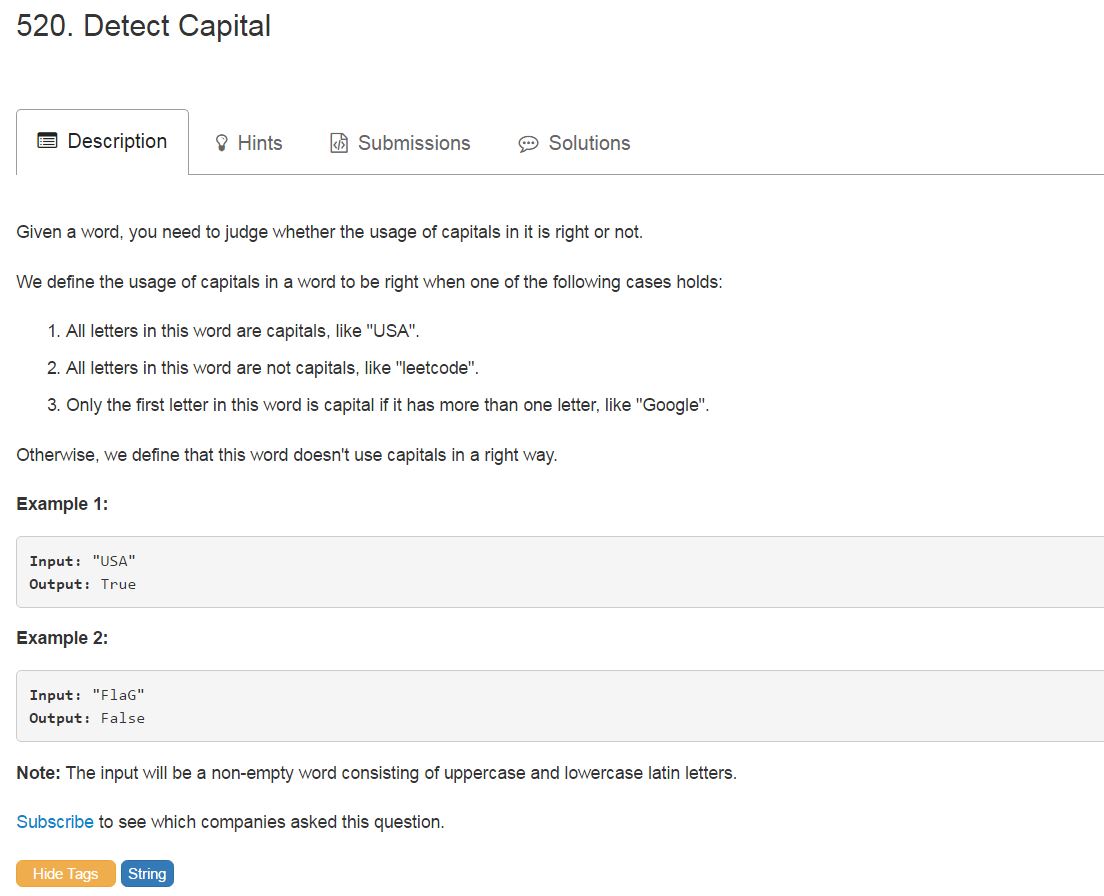 520. Detect Capital
Description
Hints
Submissions
Solutions
Given a word, you need to judge whether the usage of capitals in it is right or not.
We define the usage of capitals in a word to be right when one of the following cases holds:
1. All letters in this word are capitals, like "USA".
2. All letters in this word are not capitals, like "leetcode".
3. Only the first letter in this word is capital if it has more than one letter, like "Google".
Otherwise, we define that this word doesn't use capitals in a right way.
Example 1:
Input: "USA"
Output: True
Example 2:
Input: "FlaG"
Output: False
Note: The input will be a non-empty word consisting of uppercase and lowercase latin letters.
Subscribe to see which companies asked this question.
Hide Tags String